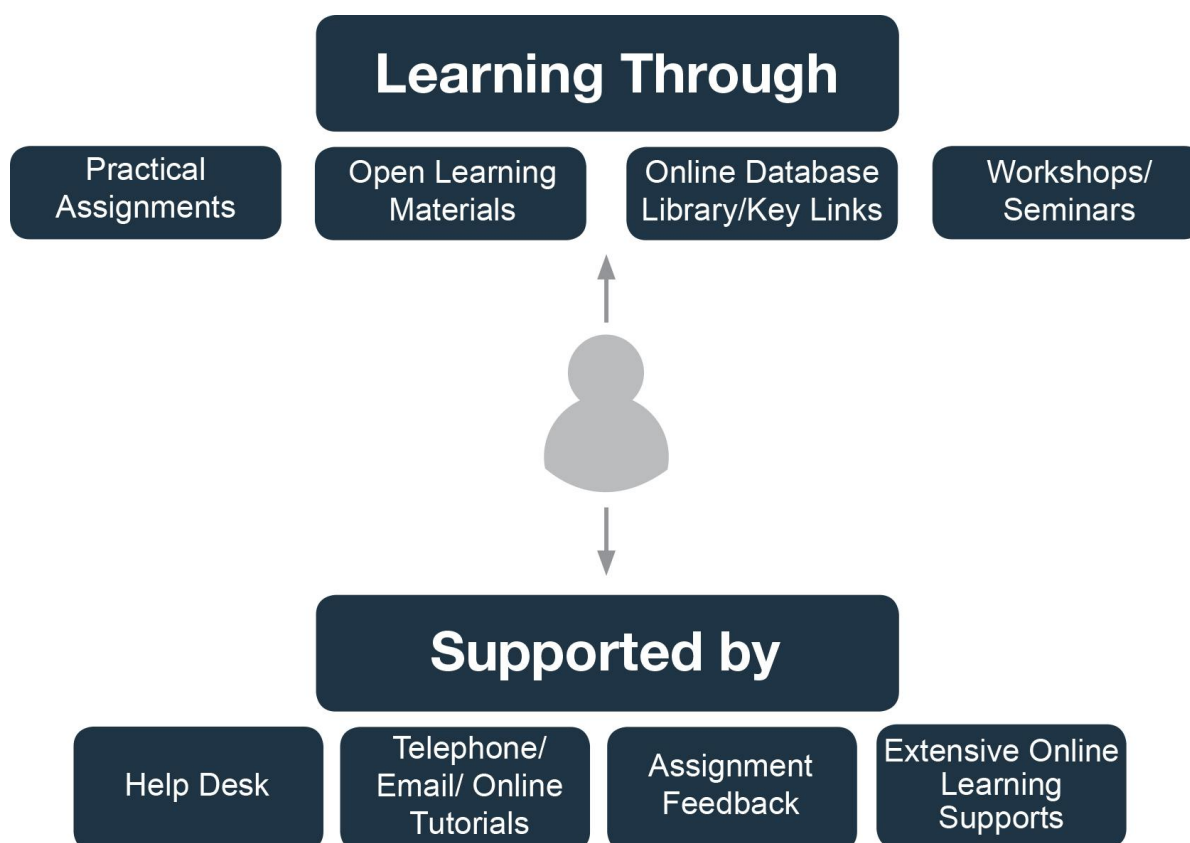 Learning Through
Practical
Assignments
Open Learning
Materials
Online Database
Library/Key Links
Workshops/
Seminars
Supported by
Help Desk
Telephone/
Email/ Online
Tutorials
Assignment
Feedback
Extensive Online
Learning
Supports